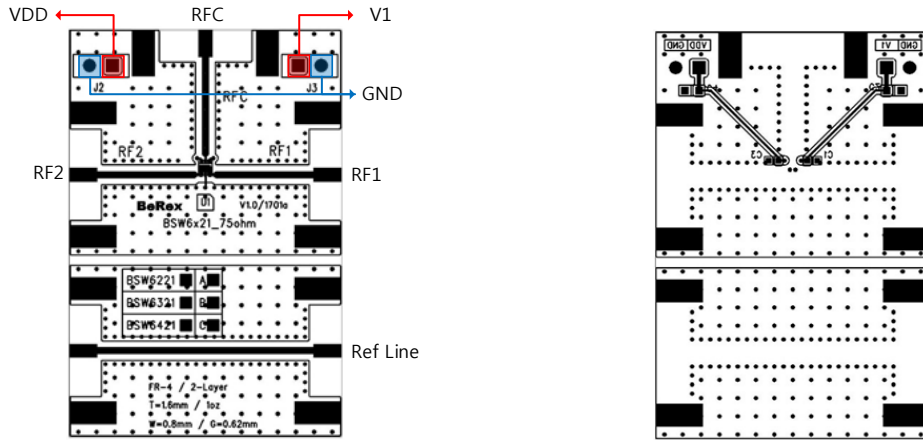 VDD
RFC
V1
J2
J3
GND
RFC
RF2
RF1
RF2
RF1
BeRex
U1
V1.0/1701a
BSW6x21_75ohm
BSW6221
A
BSW6321
B
BSW6421
C
Ref Line
FR-4 / 2-Layer
T=1.6mm / 1oz
W=0.8mm / G=0.62mm
GND
VDD
V1
GND
C2
C1